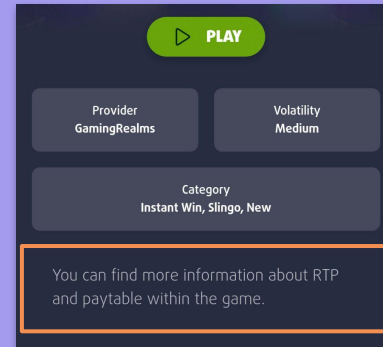 PLAY
Provider
GamingRealms
Volatility
Medium
Category
Instant Win, Slingo, New
You can find more information about RTP
and paytable within the game.